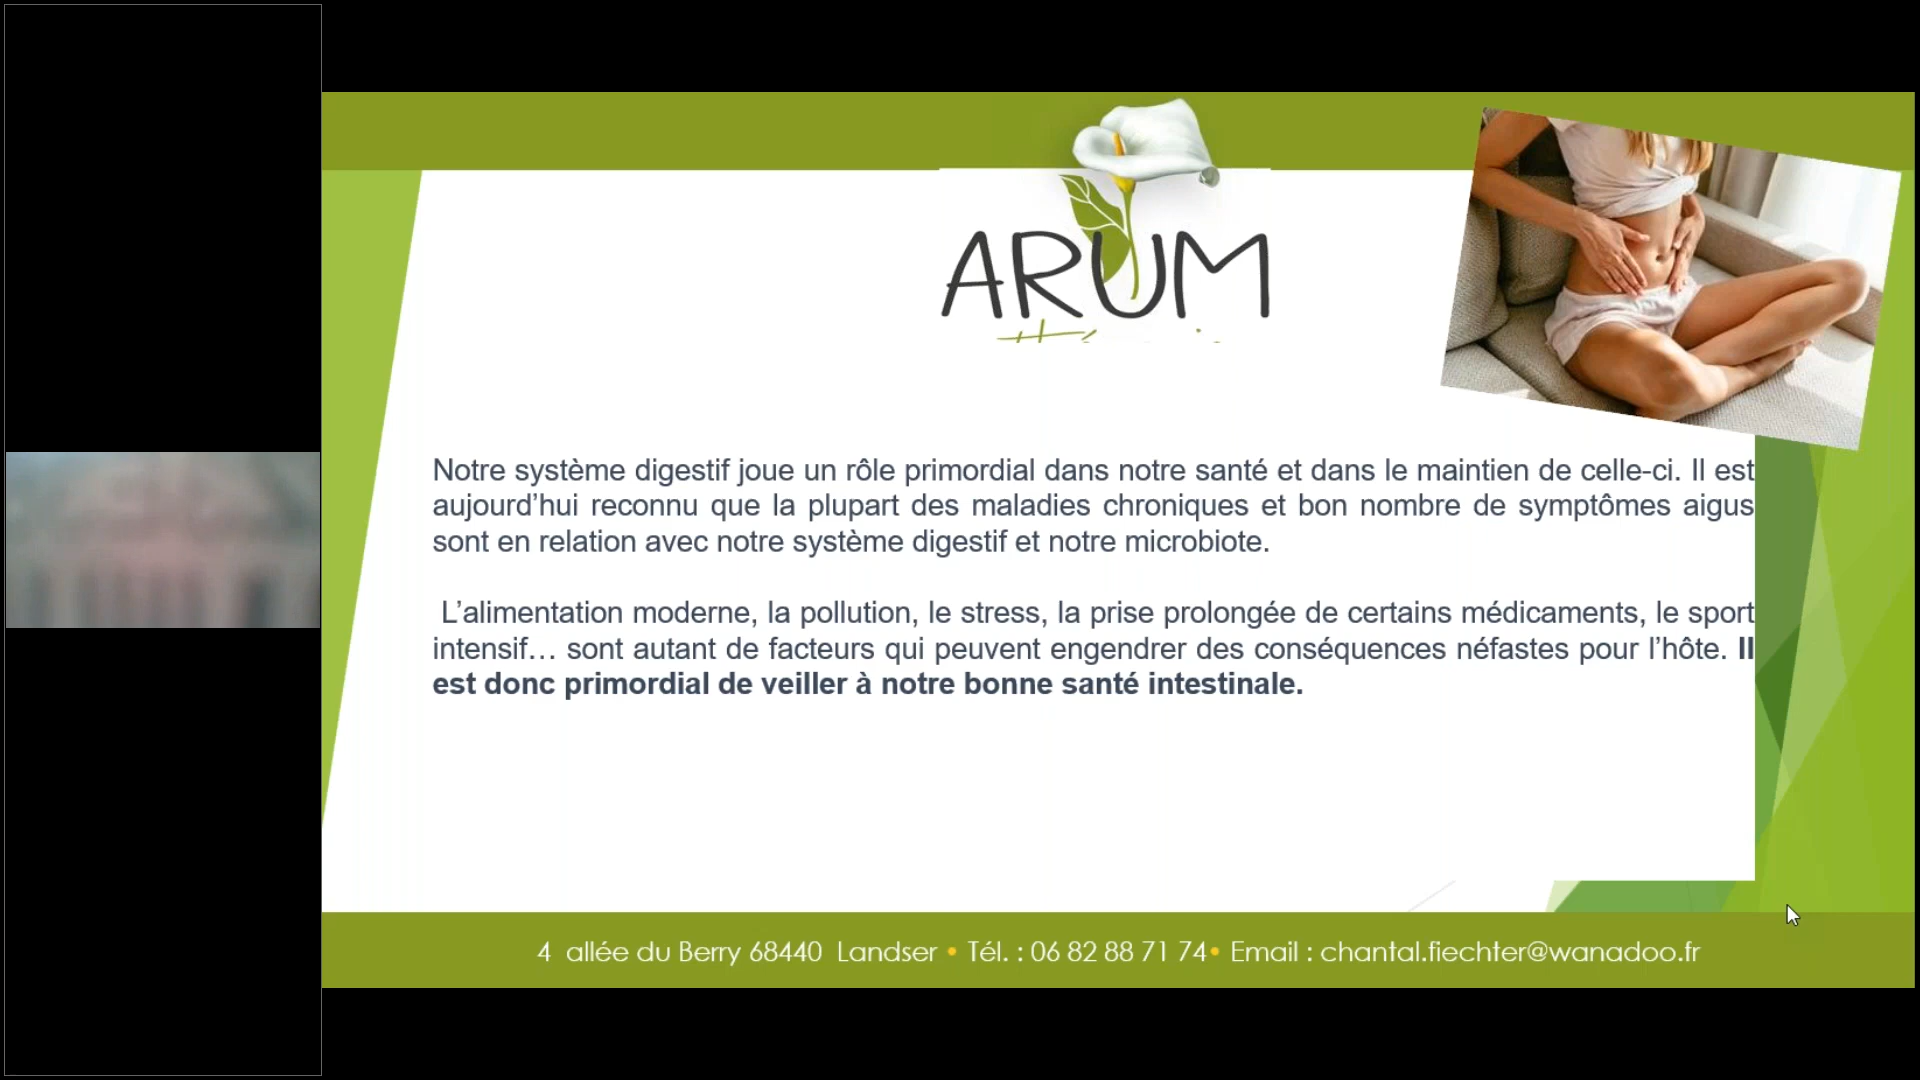 ARUM
Notre système digestif joue un rôle primordial dans notre santé et dans le maintien de celle-ci. Il est
aujourd’hui reconnu que la plupart des maladies chroniques et bon nombre de symptômes aigus
sont en relation avec notre système digestif et notre microbiote.
L’alimentation moderne, la pollution, le stress, la prise prolongée de certains médicaments, le sport
intensif… sont autant de facteurs qui peuvent engendrer des conséquences néfastes pour l’hôte. Il
est donc primordial de veiller à notre bonne santé intestinale.
4 allée du Berry 68440 Landser • Tél. : 06 82 88 71 74• Email : chantal.fiechter@wanadoo.fr